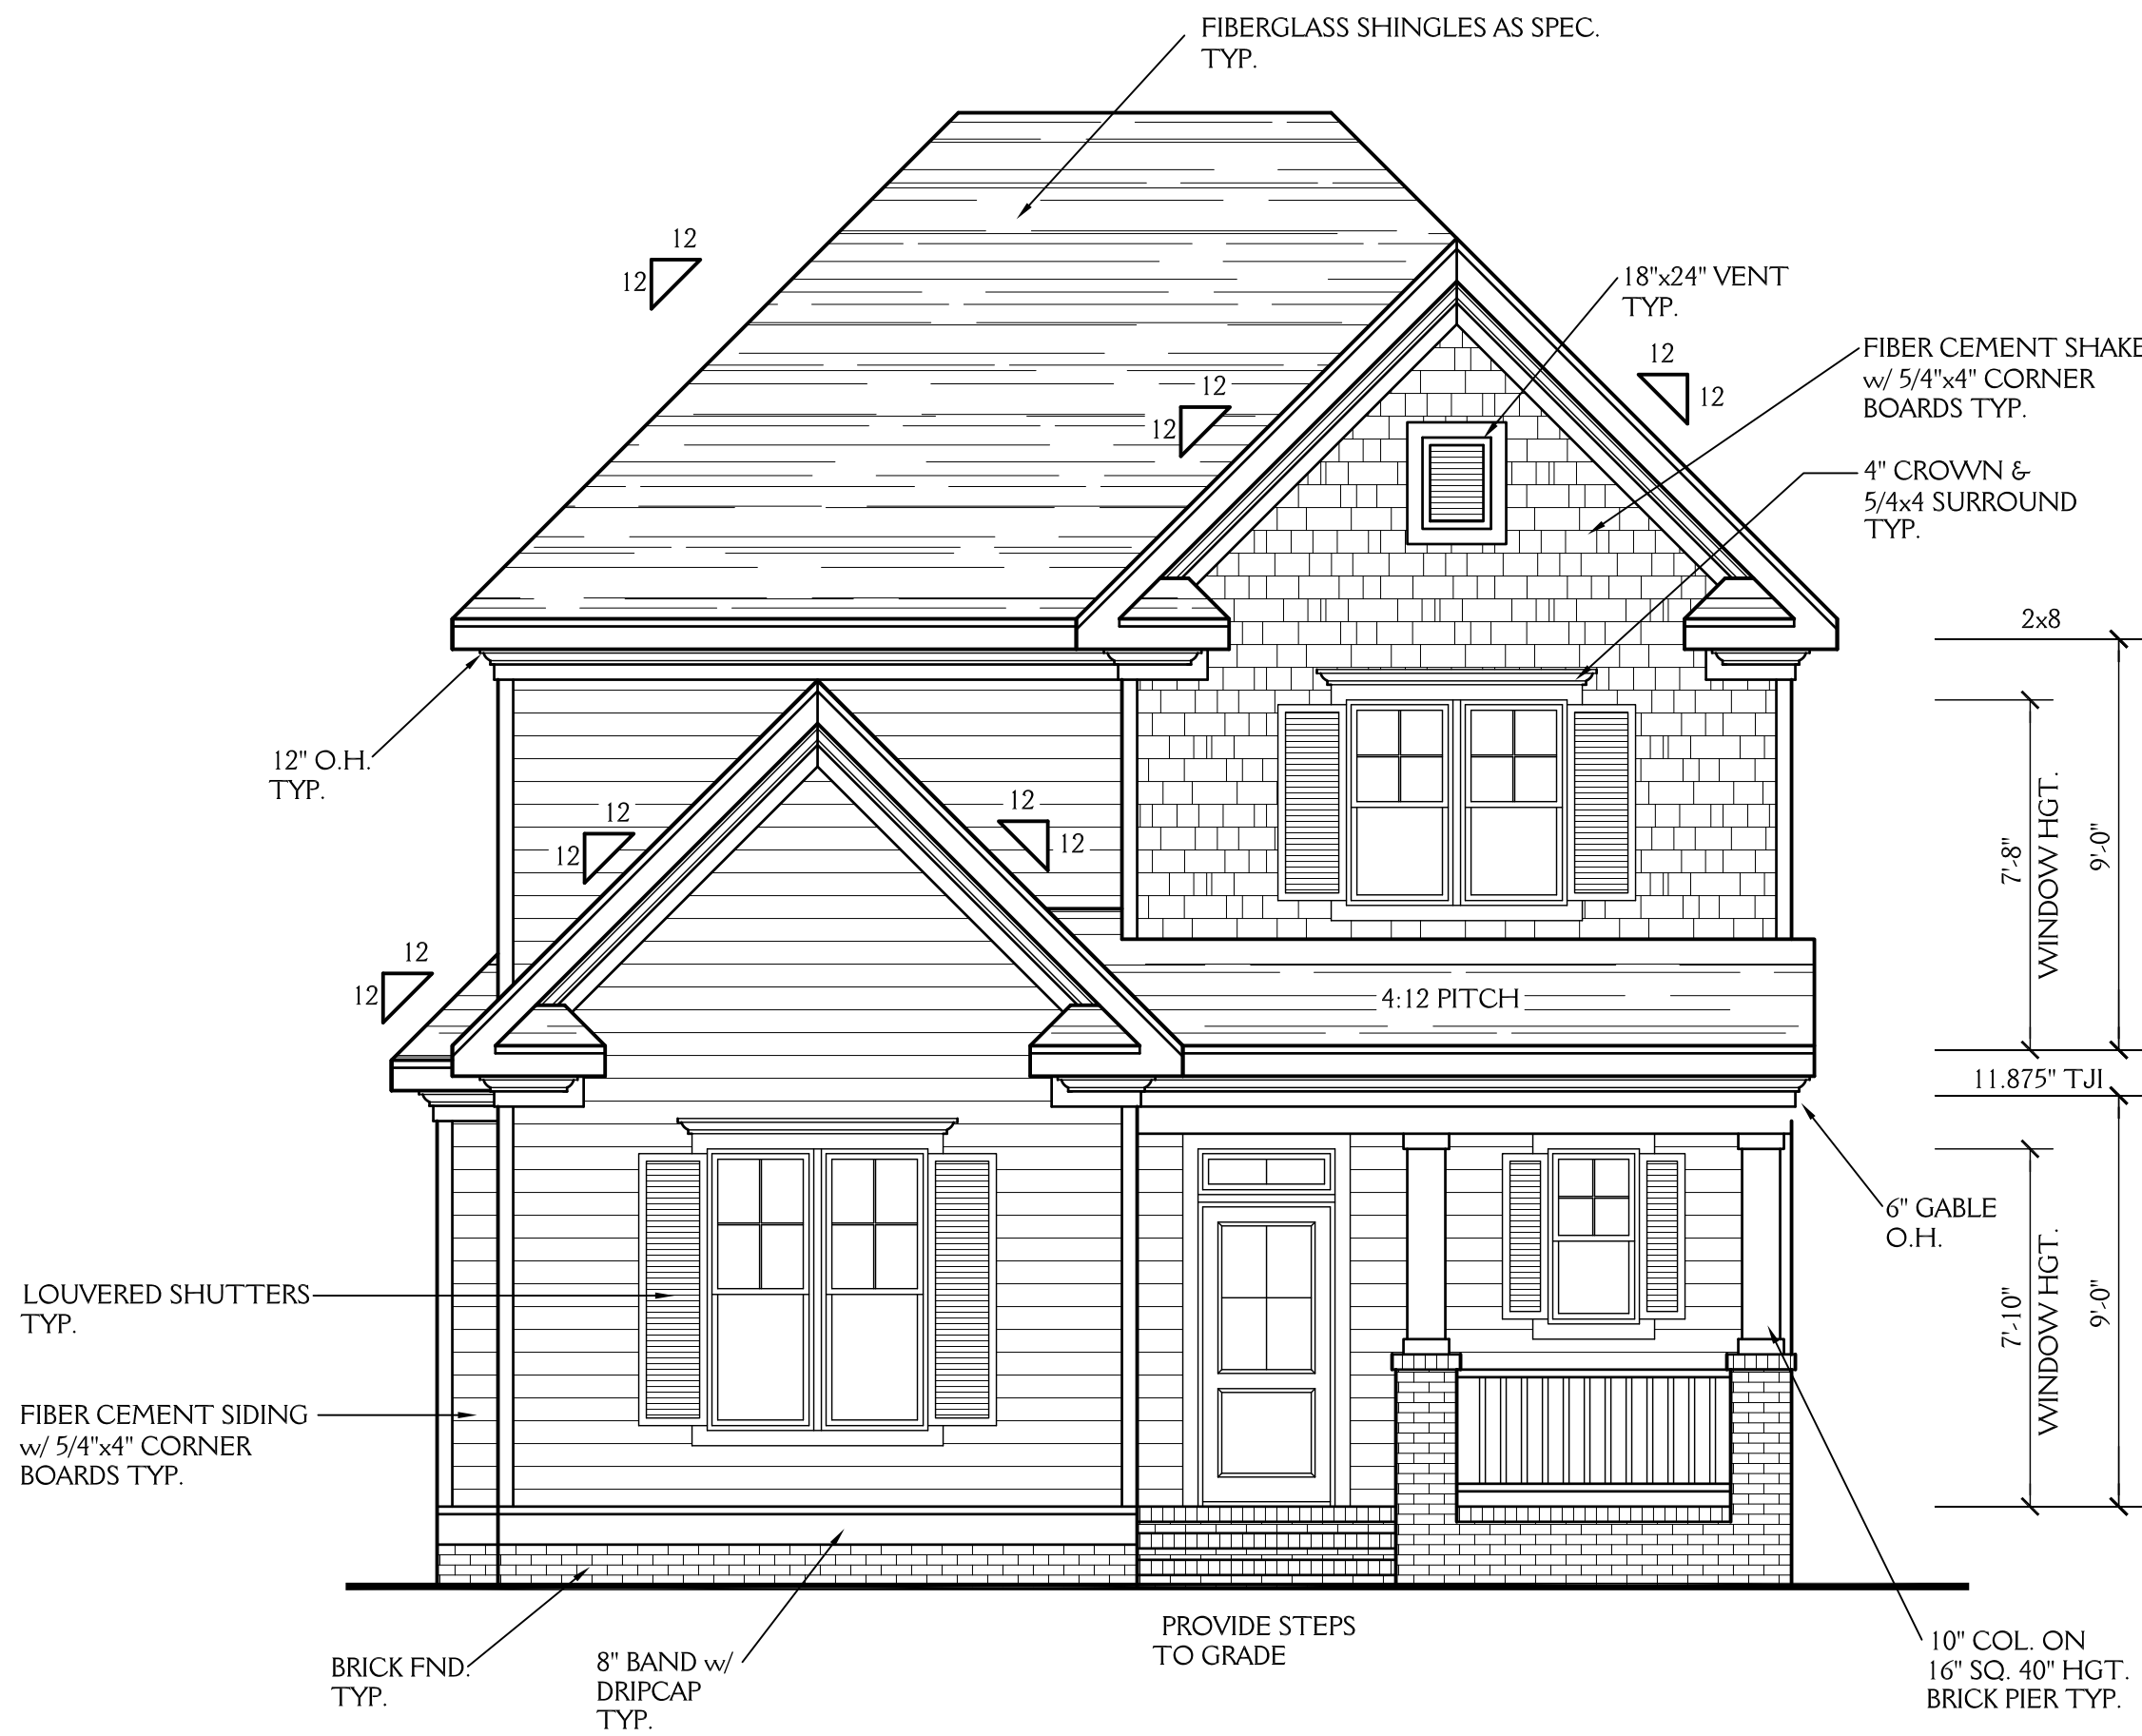 FIBERGLASS SHINGLES AS SPEC.
TYP.
12
12
18"x24" VENT
TYP.
FIBER CEMENT SHAKE
w/ 5/4"x4" CORNER
BOARDS TYP.
12
12
12
12
4" CROWN &
5/4x4 SURROUND
TYP.
2x8
12" O.H.
TYP.
12
12
12
12
7'-8"
WINDOW HGT.
9'-0"
12
12
4:12 PITCH
11.875" TJI
6" GABLE
O.H.
LOUVERED SHUTTERS
TYP.
7'-10"
WINDOW HGT.
9'-0"
FIBER CEMENT SIDING
w/ 5/4"x4" CORNER
BOARDS TYP.
PROVIDE STEPS
TO GRADE
BRICK FND.
TYP.
8" BAND w/
DRIPCAP
TYP.
10" COL. ON
16" SQ. 40" HGT.
BRICK PIER TYP.